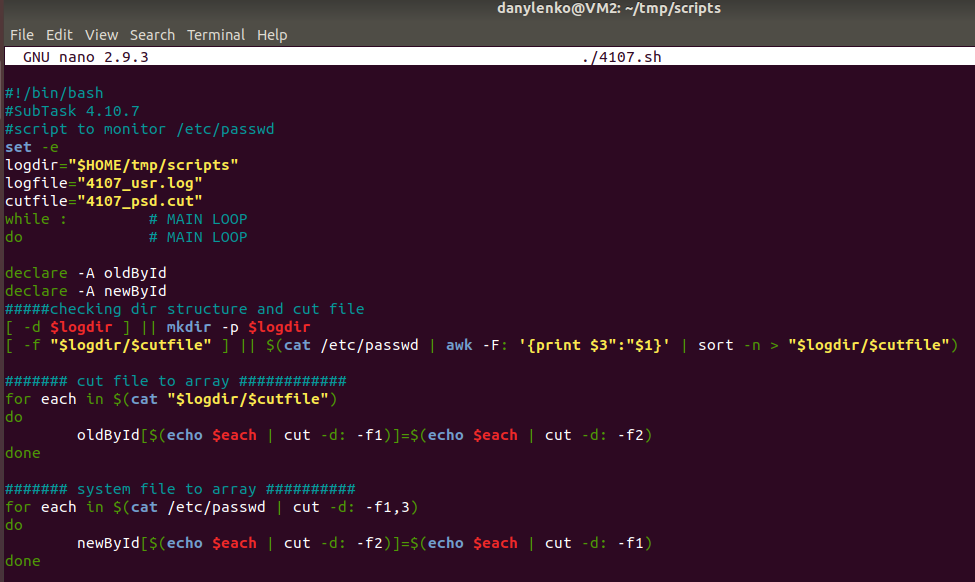 danylenko@VM2: ~/tmp/scripts
File Edit View Search Terminal Help
GNU nano 2.9.3 ./4107.sh
#!/bin/bash
#SubTask 4.10.7
#script to monitor /etc/passwd
set -e
logdir="$HOME/tmp/scripts"
logfile="4107_usr.log"
cutfile="4107_psd.cut"
while : # MAIN LOOP
do # MAIN LOOP
declare -A oldById
declare -A newById
#####checking dir structure and cut file
[ -d $logdir ] || mkdir -p $logdir
[ -f "$logdir/$cutfile" ] || $(cat /etc/passwd | awk -F: '{print $3":"$1}' | sort -n > "$logdir/$cutfile")
####### cut file to array ############
for each in $(cat "$logdir/$cutfile")
do
oldById[$(echo $each | cut -d: -f1)]=$(echo $each | cut -d: -f2)
done
####### system file to array ##########
for each in $(cat /etc/passwd | cut -d: -f1,3)
do
newById[$(echo $each | cut -d: -f2)]=$(echo $each | cut -d: -f1)
done